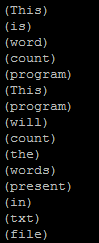 (This)
(is)
(word)
(count)
(program)
(This)
(program)
(will)
(count)
(the)
(words)
(present)
(in)
(txt)
(file)